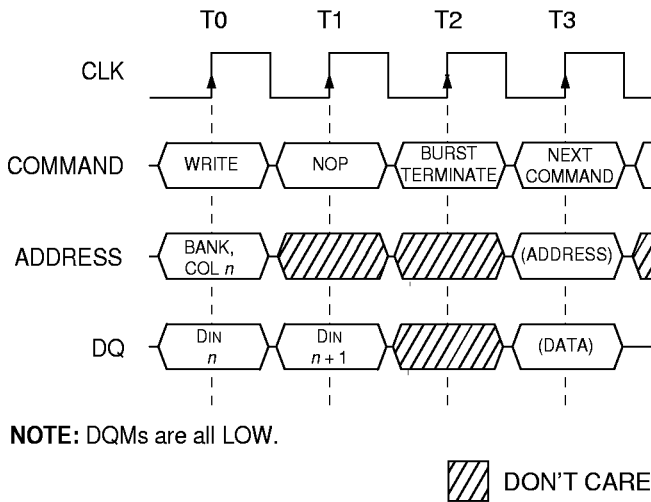 T0 T1 T2 T3
CLK
COMMAND WRITE NOP BURST TERMINATE NEXT COMMAND
ADDRESS BANK, COL n (ADDRESS)
DQ DIN n DIN n + 1 (DATA)
NOTE: DQMs are all LOW.
DON'T CARE